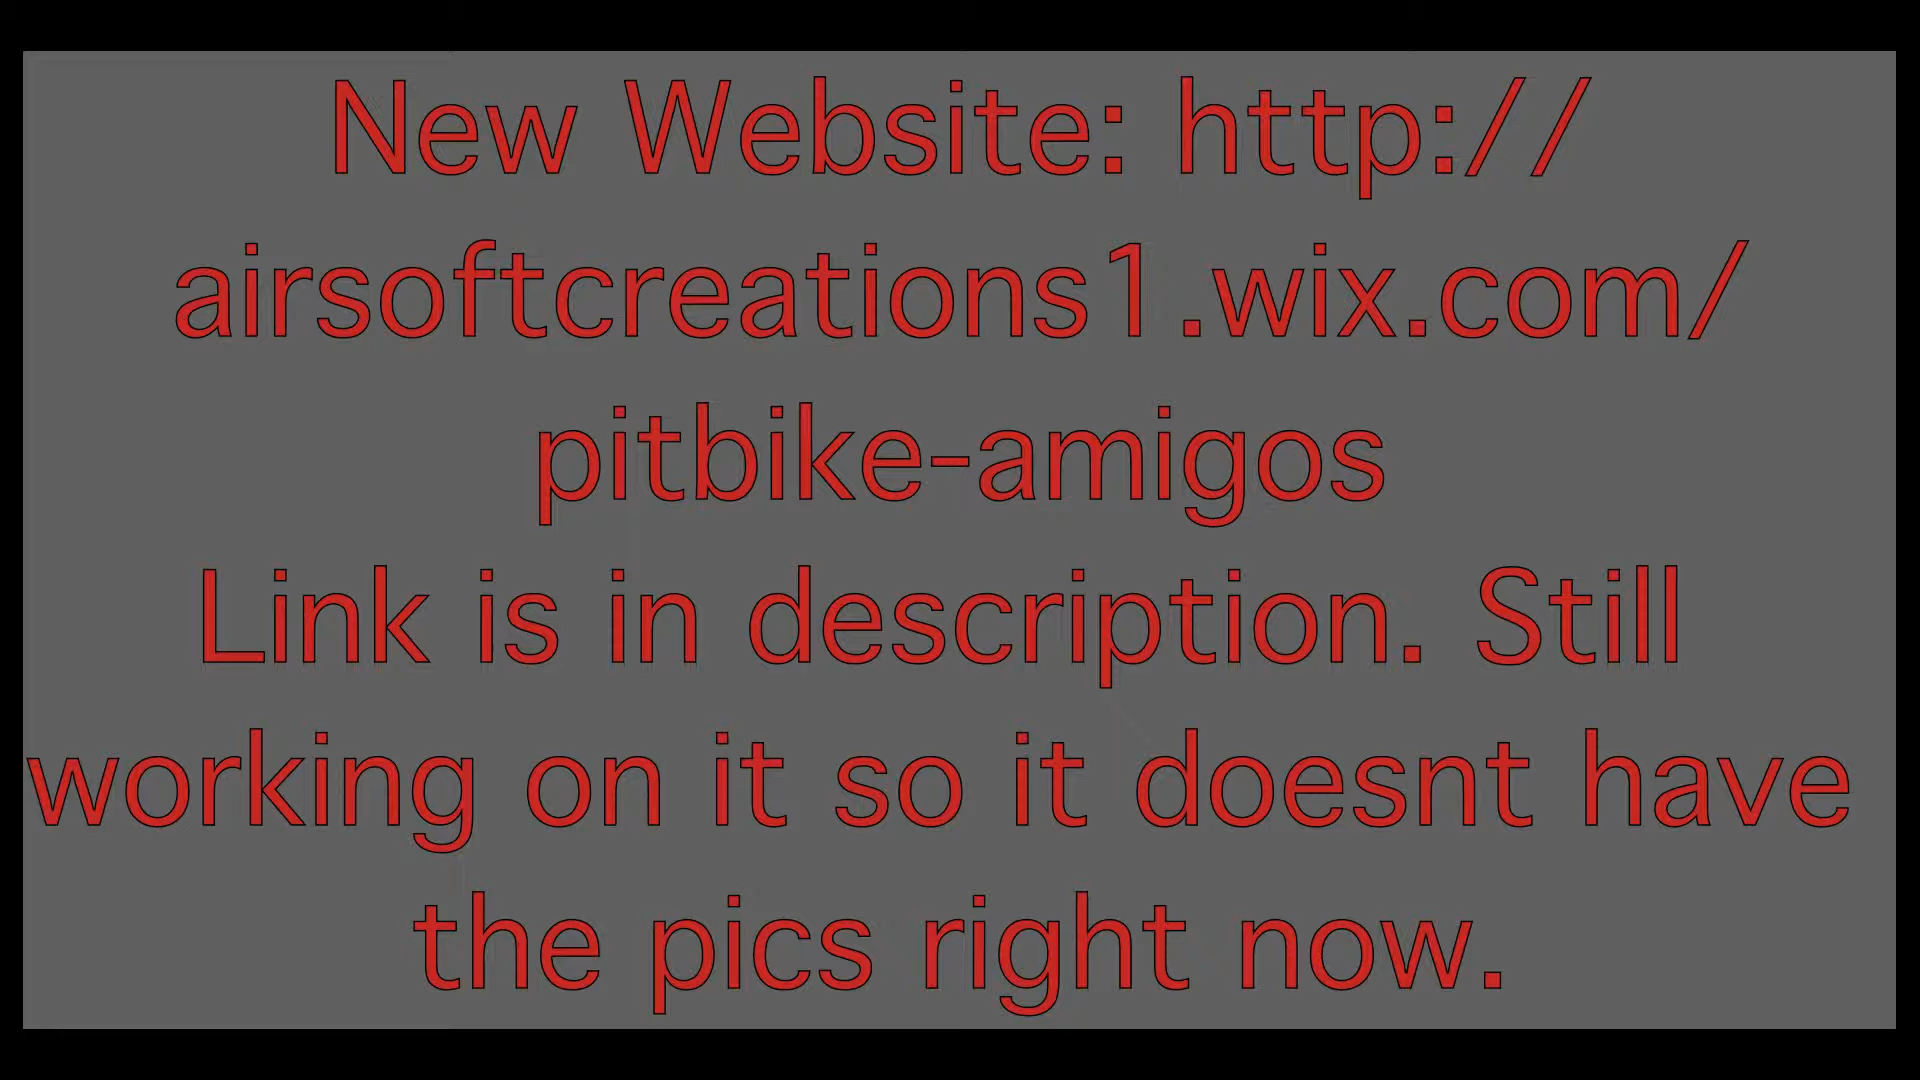 New Website: http://
airsoftcreations1.wix.com/
pitbike-amigos
Link is in description. Still
working on it so it doesnt have
the pics right now.